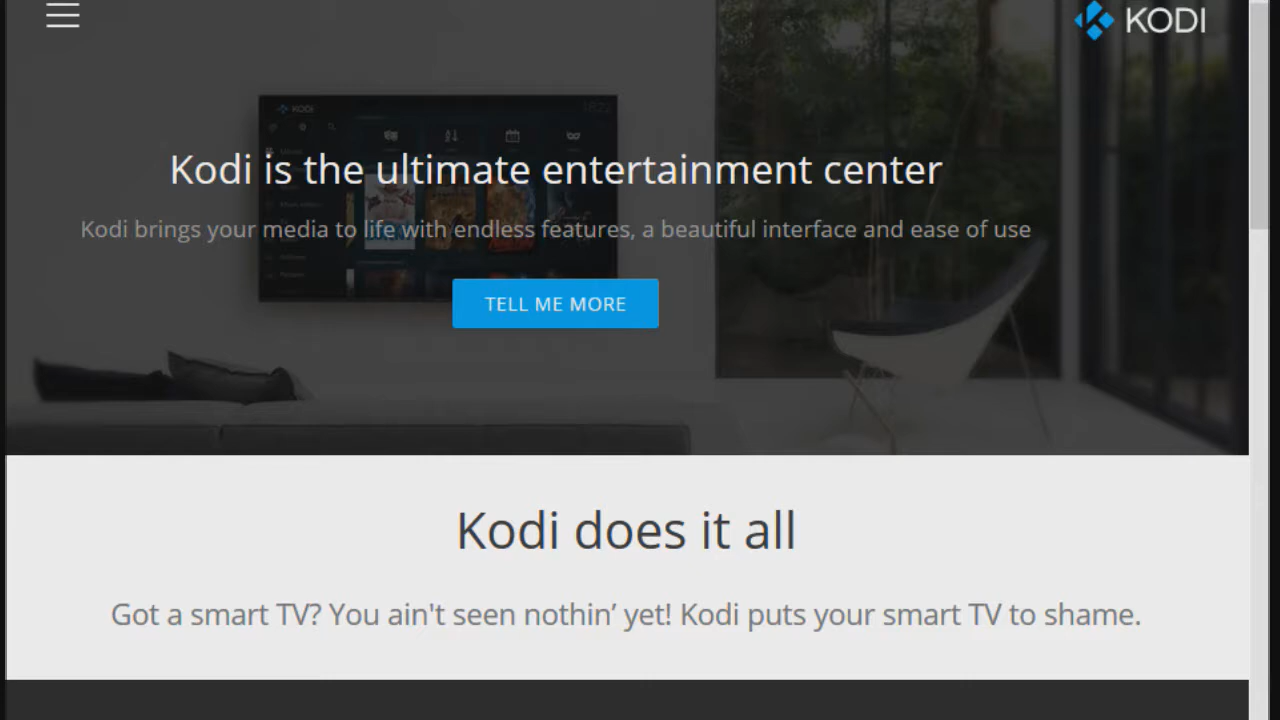 KODI
KODI
Kodi is the ultimate entertainment center
Kodi brings your media to life with endless features, a beautiful interface and ease of use
TELL ME MORE
Kodi does it all
Got a smart TV? You ain't seen nothin’ yet! Kodi puts your smart TV to shame.